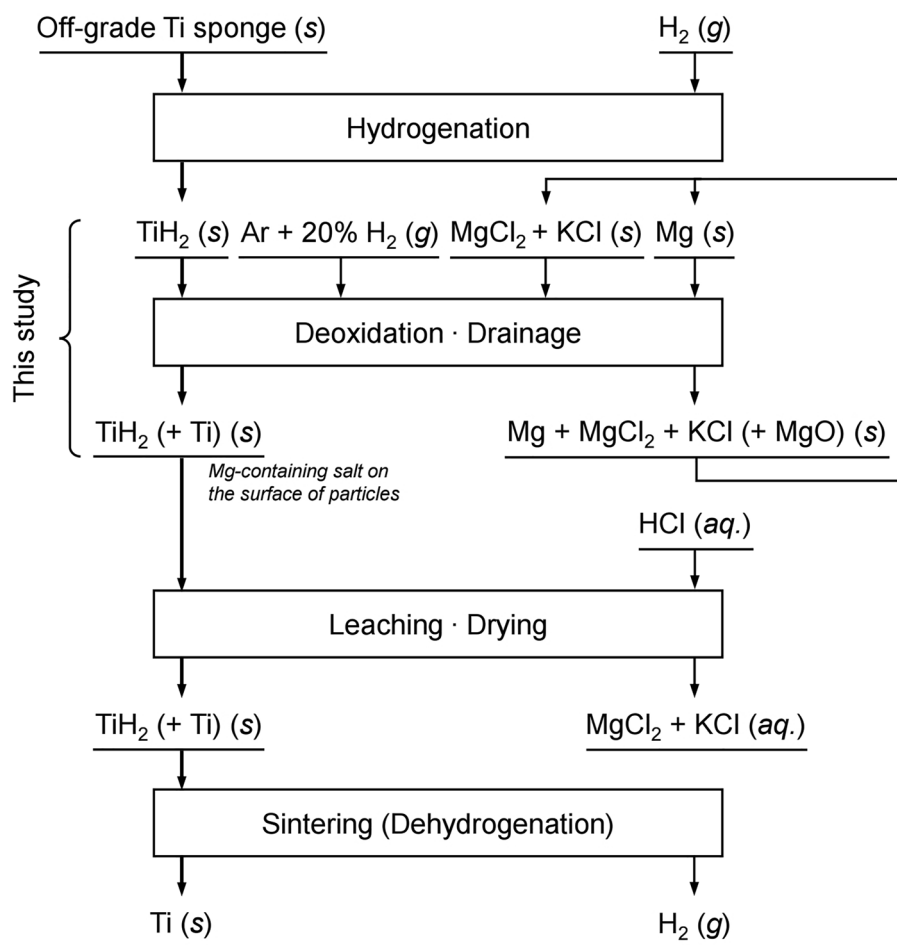 Off-grade Ti sponge (s)
H₂ (g)
Hydrogenation
This study
TiH₂ (s)
Ar + 20% H₂ (g)
MgCl₂ + KCl (s)
Mg (s)
Deoxidation · Drainage
TiH₂ (+ Ti) (s)
Mg + MgCl₂ + KCl (+ MgO) (s)
Mg-containing salt on
the surface of particles
HCl (aq.)
Leaching · Drying
TiH₂ (+ Ti) (s)
MgCl₂ + KCl (aq.)
Sintering (Dehydrogenation)
Ti (s)
H₂ (g)